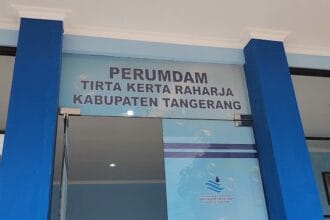 PERUMDAM
TIRTA KERTA RAHARJA
KABUPATEN TANGERANG